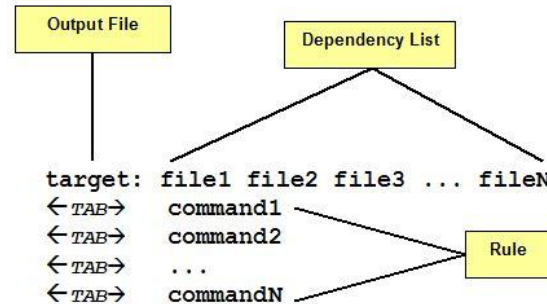 Output File
Dependency List
target: file1 file2 file3 ... fileN
←TAB→ command1
←TAB→ command2
←TAB→ ...
←TAB→ commandN
Rule